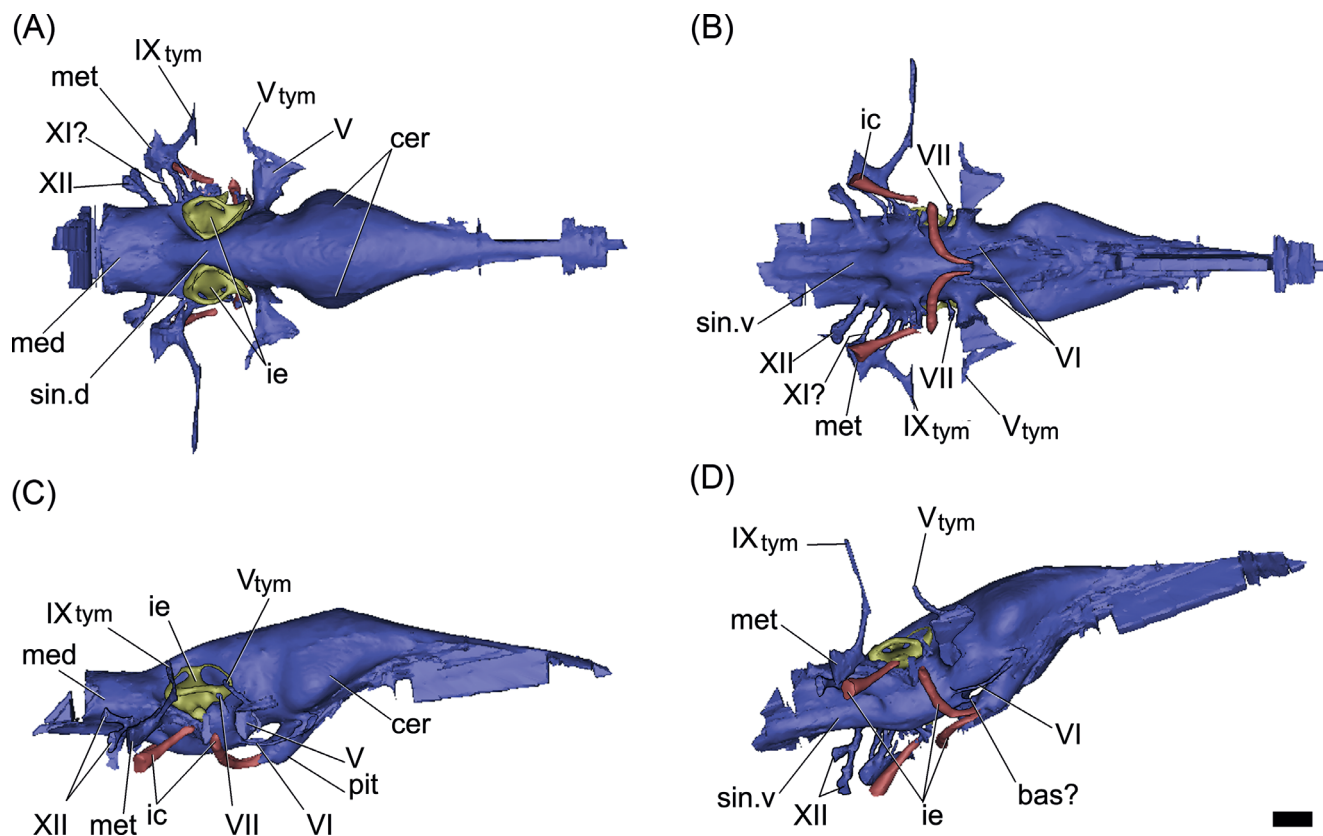 (A)
IXtym
met
XI?
XII
Vtym
V
cer
med
sin.d
ie
(B)
ic
VII
sin.v
XII
XI?
met
VII
IXtym
Vtym
VI
(C)
Vtym
ie
IXtym
med
cer
V
pit
XII
met
ic
VII
VI
(D)
Vtym
IXtym
met
VI
sin.v
XII
ie
bas?